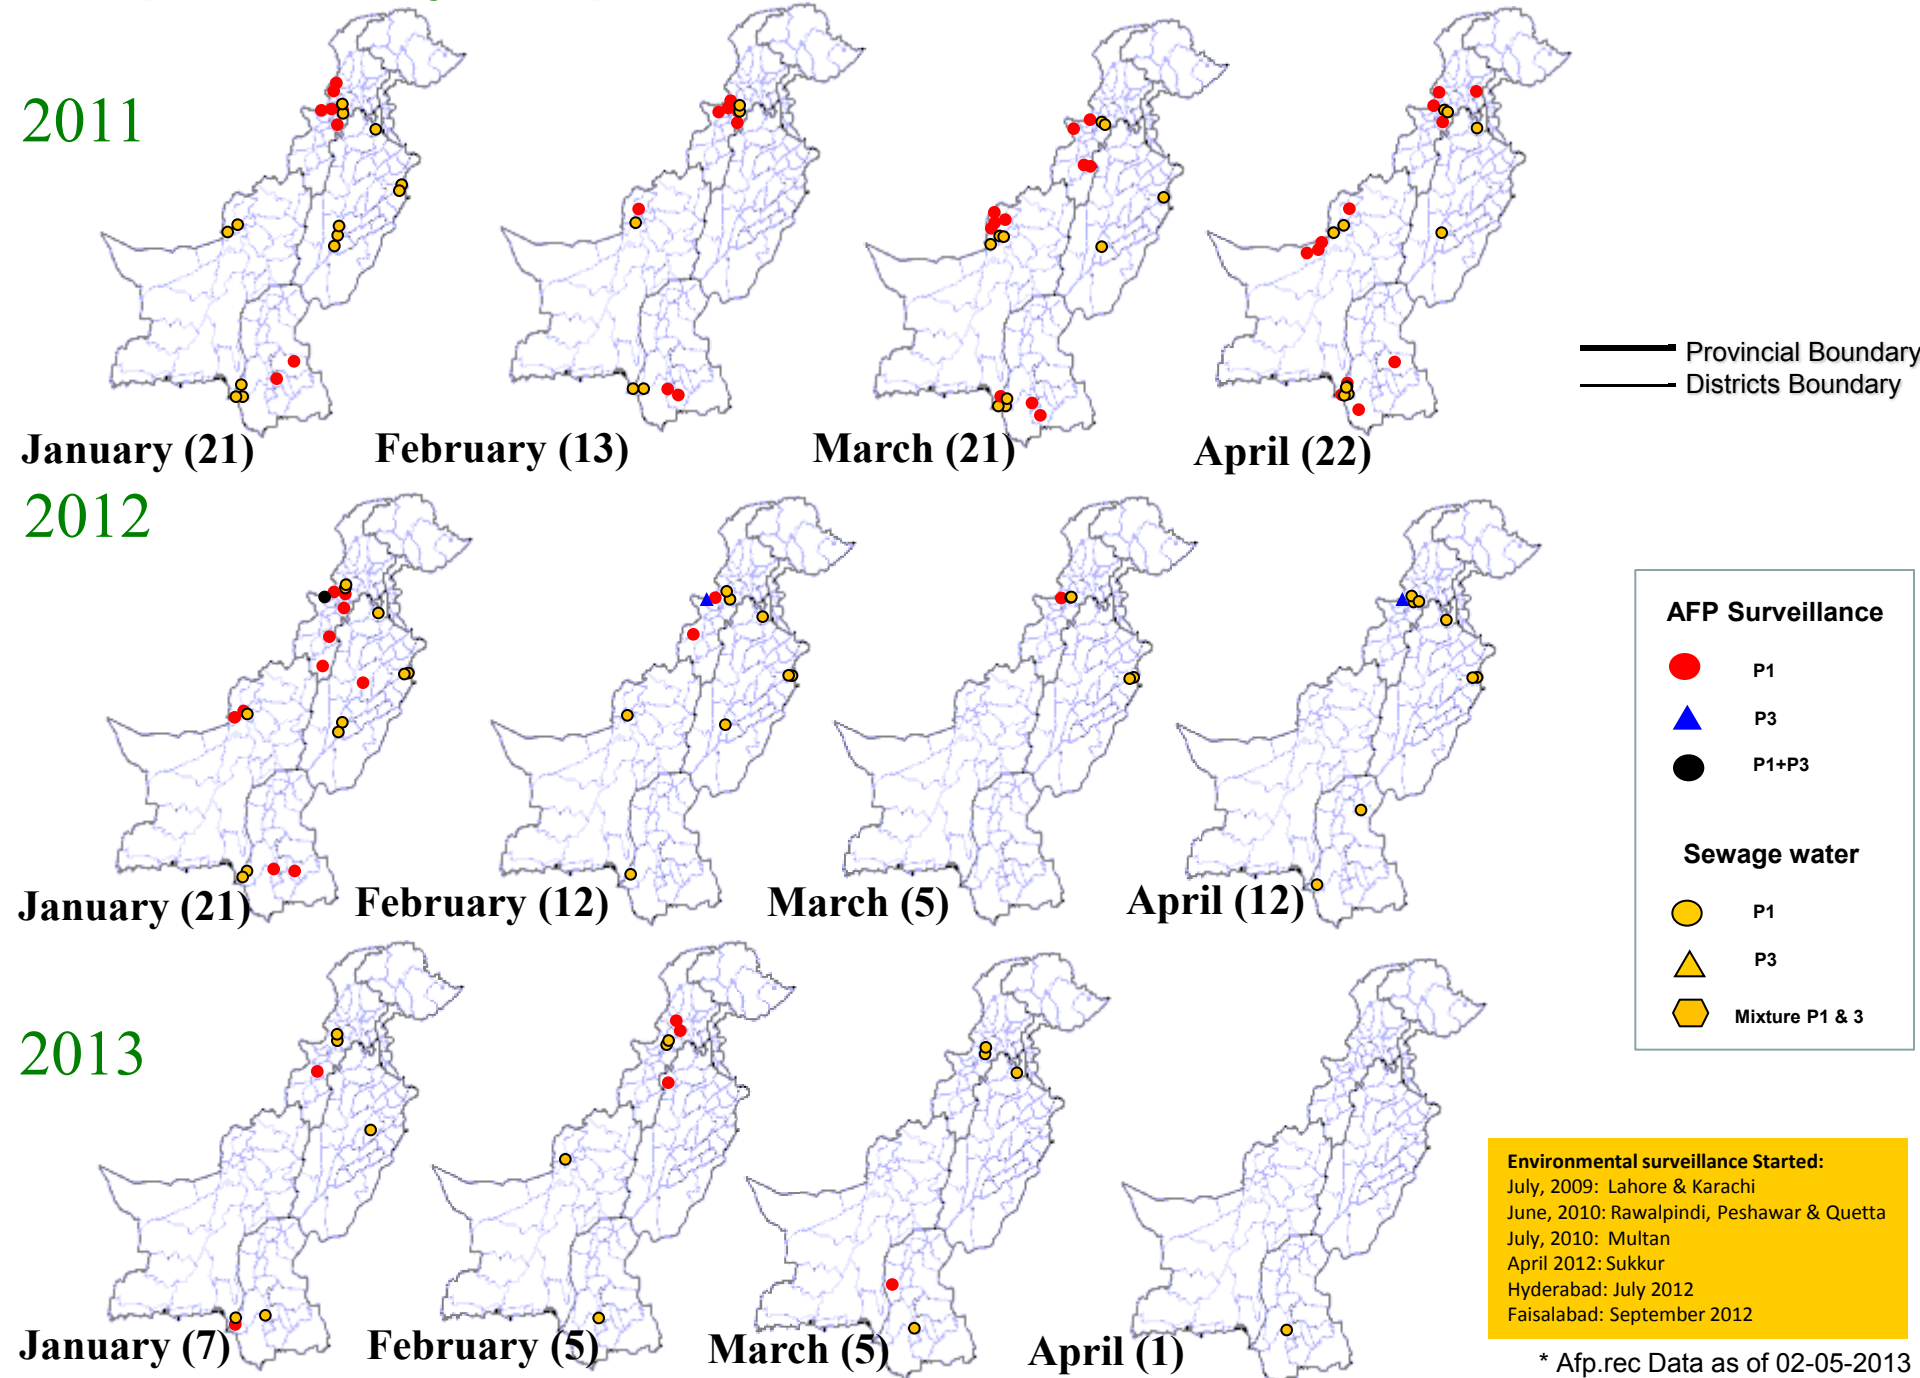 2011
January (21)
February (13)
March (21)
April (22)
Provincial Boundary
Districts Boundary
2012
January (21)
February (12)
March (5)
April (12)
AFP Surveillance
P1
P3
P1+P3
Sewage water
P1
P3
Mixture P1 & 3
2013
January (7)
February (5)
March (5)
April (1)
Environmental surveillance Started:
July, 2009: Lahore & Karachi
June, 2010: Rawalpindi, Peshawar & Quetta
July, 2010: Multan
April 2012: Sukkur
Hyderabad: July 2012
Faisalabad: September 2012
* Afp.rec Data as of 02-05-2013